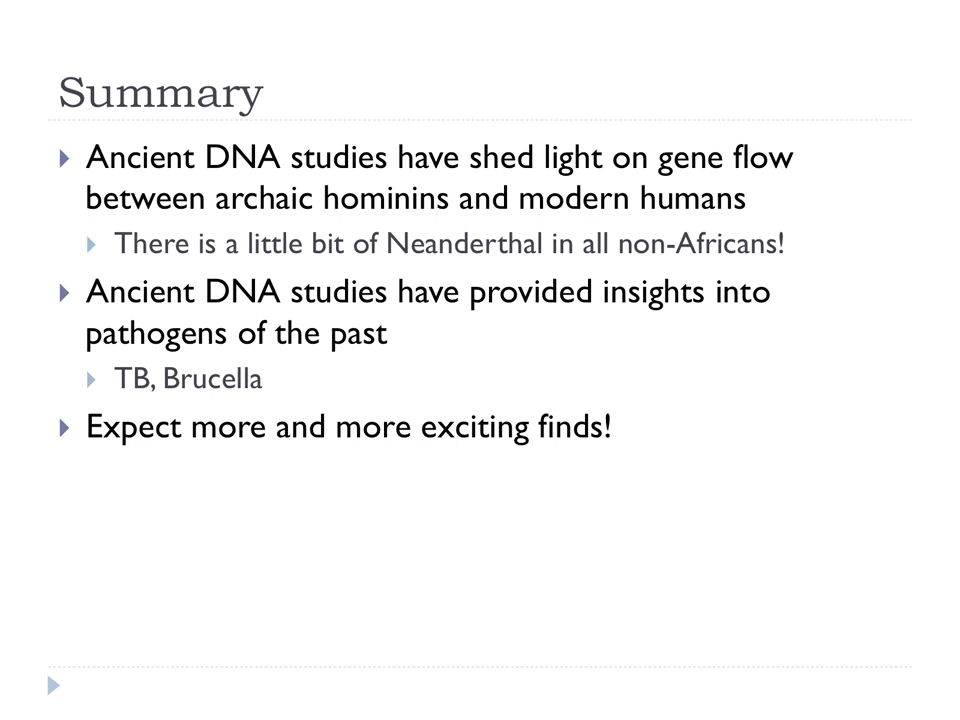 Summary
Ancient DNA studies have shed light on gene flow
between archaic hominins and modern humans
There is a little bit of Neanderthal in all non-Africans!
Ancient DNA studies have provided insights into
pathogens of the past
TB, Brucella
Expect more and more exciting finds!